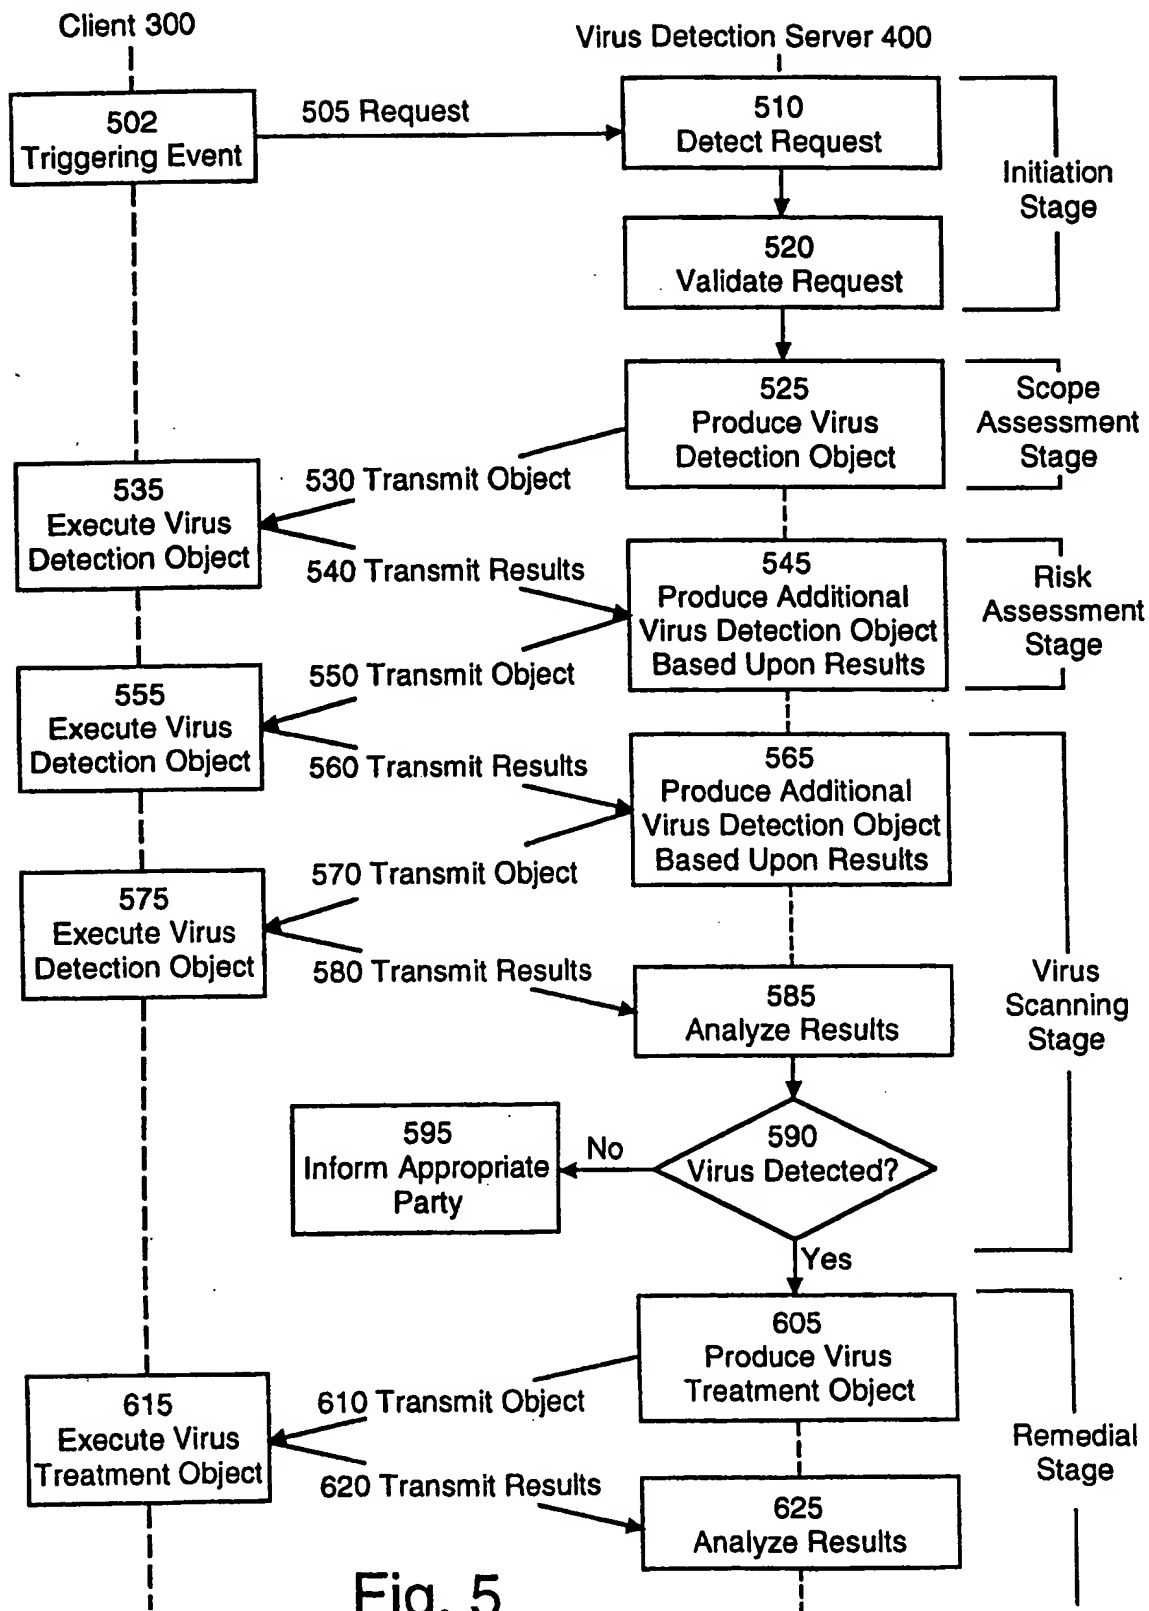 Client 300
Virus Detection Server 400
502
Triggering Event
505 Request
510
Detect Request
Initiation
Stage
520
Validate Request
525
Produce Virus
Detection Object
Scope
Assessment
Stage
530 Transmit Object
535
Execute Virus
Detection Object
540 Transmit Results
545
Produce Additional
Virus Detection Object
Based Upon Results
Risk
Assessment
Stage
550 Transmit Object
555
Execute Virus
Detection Object
560 Transmit Results
565
Produce Additional
Virus Detection Object
Based Upon Results
570 Transmit Object
575
Execute Virus
Detection Object
580 Transmit Results
585
Analyze Results
Virus
Scanning
Stage
590
Virus Detected?
No
595
Inform Appropriate
Party
Yes
605
Produce Virus
Treatment Object
610 Transmit Object
615
Execute Virus
Treatment Object
620 Transmit Results
625
Analyze Results
Remedial
Stage
Fig. 5